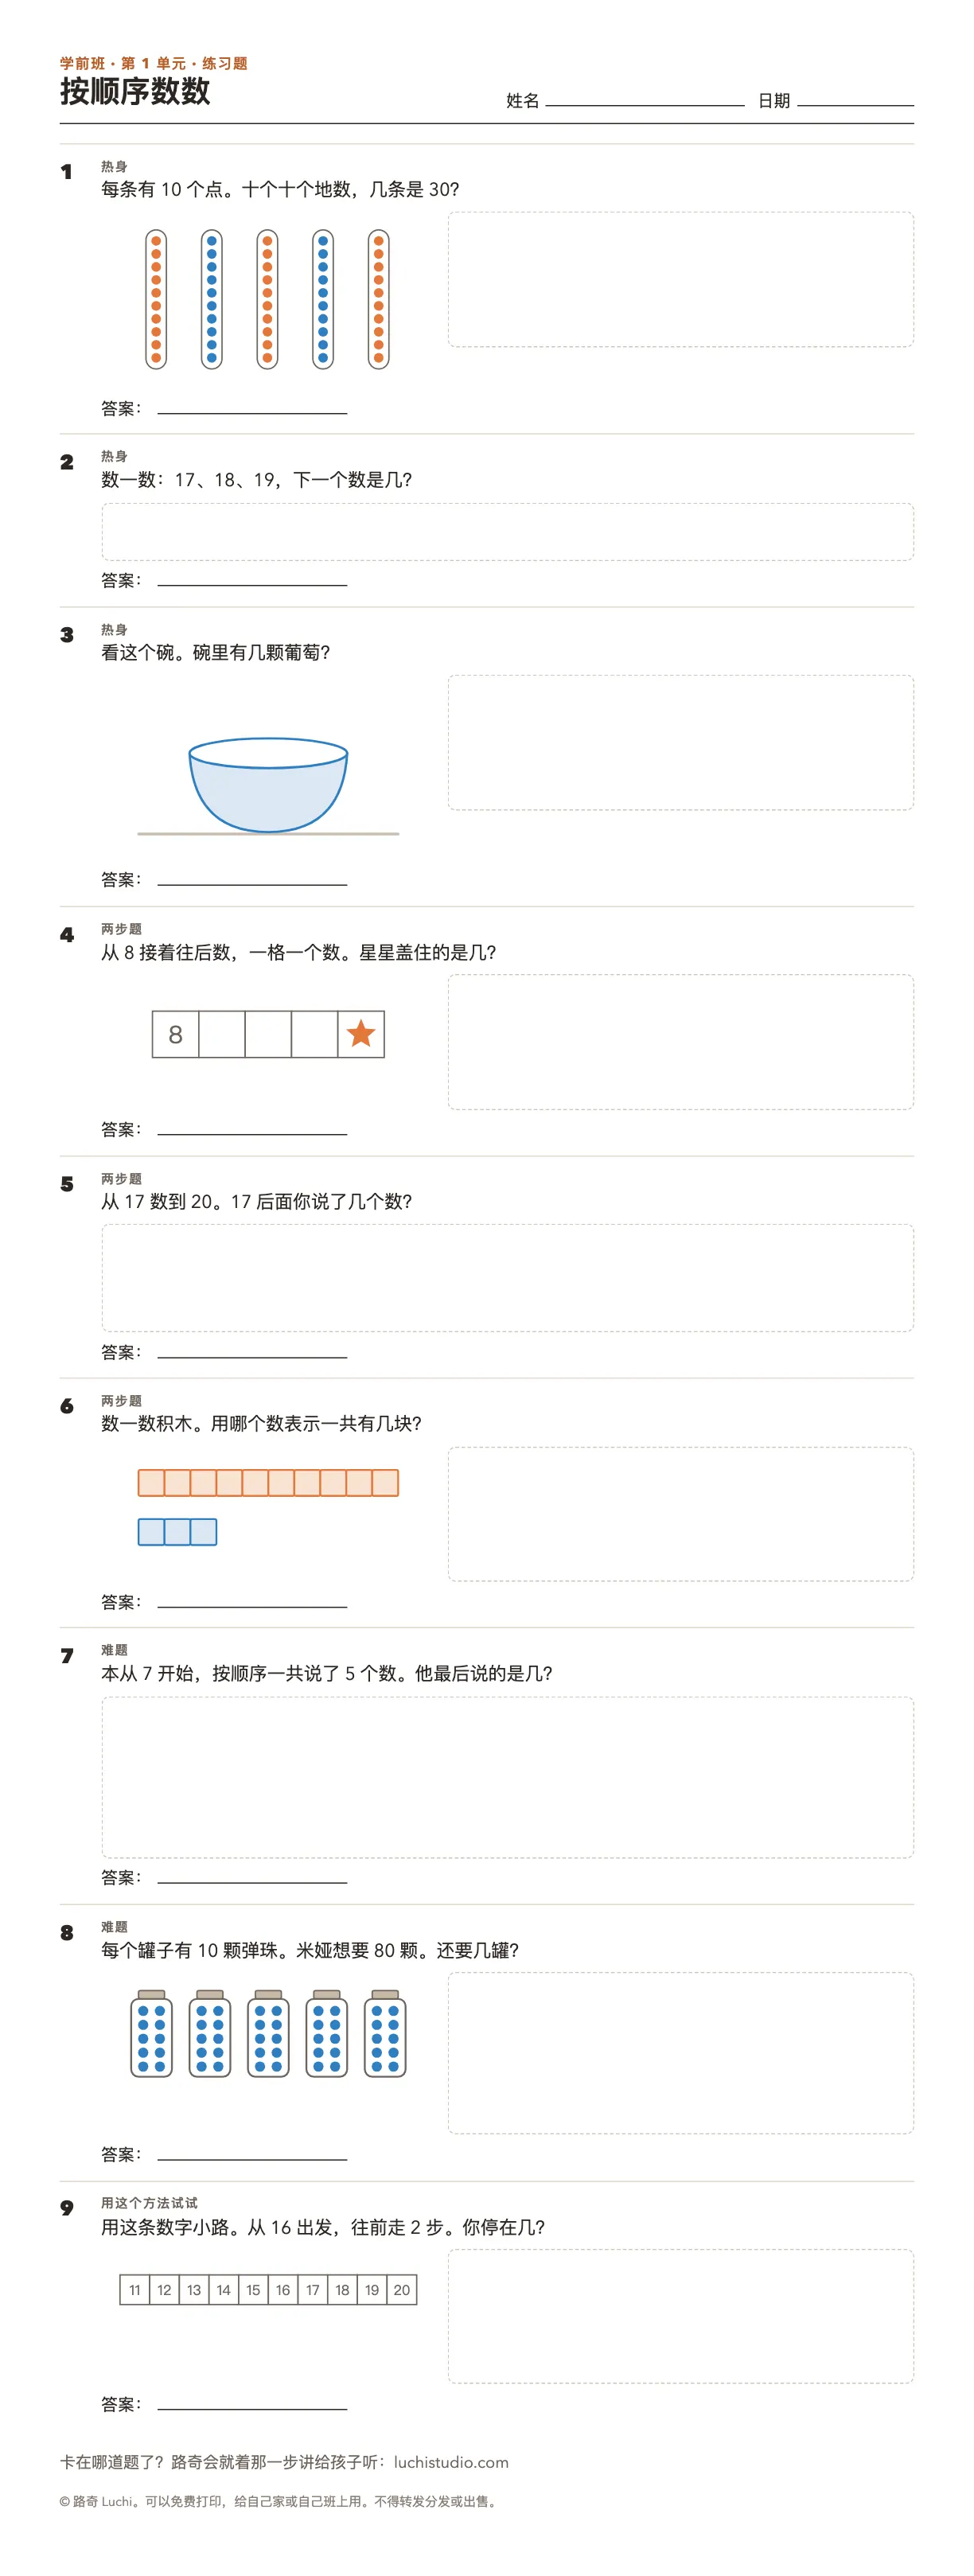 学前班·第 1 单元·练习题
按顺序数数
姓名 日期
1
热身
每条有 10 个点。十个十个地数，几条是 30？
答案：
2
热身
数一数：17、18、19，下一个数是几？
答案：
3
热身
看这个碗。碗里有几颗葡萄？
答案：
4
两步题
从 8 接着往后数，一格一个数。星星盖住的是几？
8
答案：
5
两步题
从 17 数到 20。17 后面你说了几个数？
答案：
6
两步题
数一数积木。用哪个数表示一共有几块？
答案：
7
难题
本从 7 开始，按顺序一共说了 5 个数。他最后说的是几？
答案：
8
难题
每个罐子有 10 颗弹珠。米娅想要 80 颗。还要几罐？
答案：
9
用这个方法试试
用这条数字小路。从 16 出发，往前走 2 步。你停在几？
11 12 13 14 15 16 17 18 19 20
答案：
卡在哪道题了？路奇会就着那一步讲给孩子听：luchistudio.com
© 路奇 Luchi。可以免费打印，给自己家或自己班上用。不得转发分发或出售。